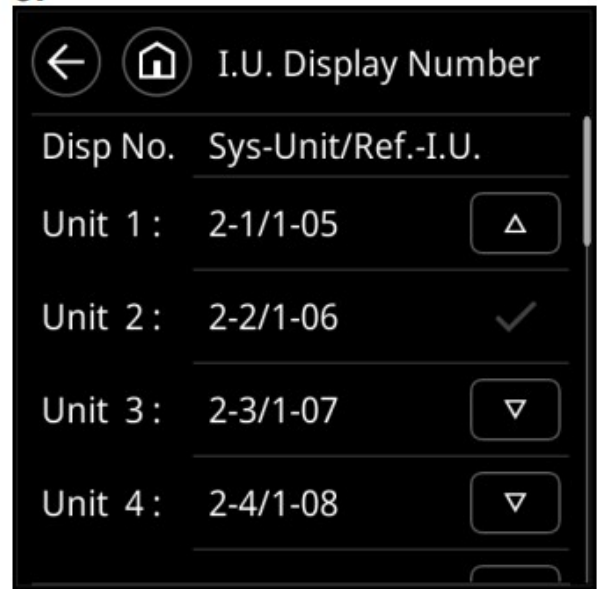 I.U. Display Number
Disp No. Sys-Unit/Ref.-I.U.
Unit 1 : 2-1/1-05
Unit 2 : 2-2/1-06
Unit 3 : 2-3/1-07
Unit 4 : 2-4/1-08